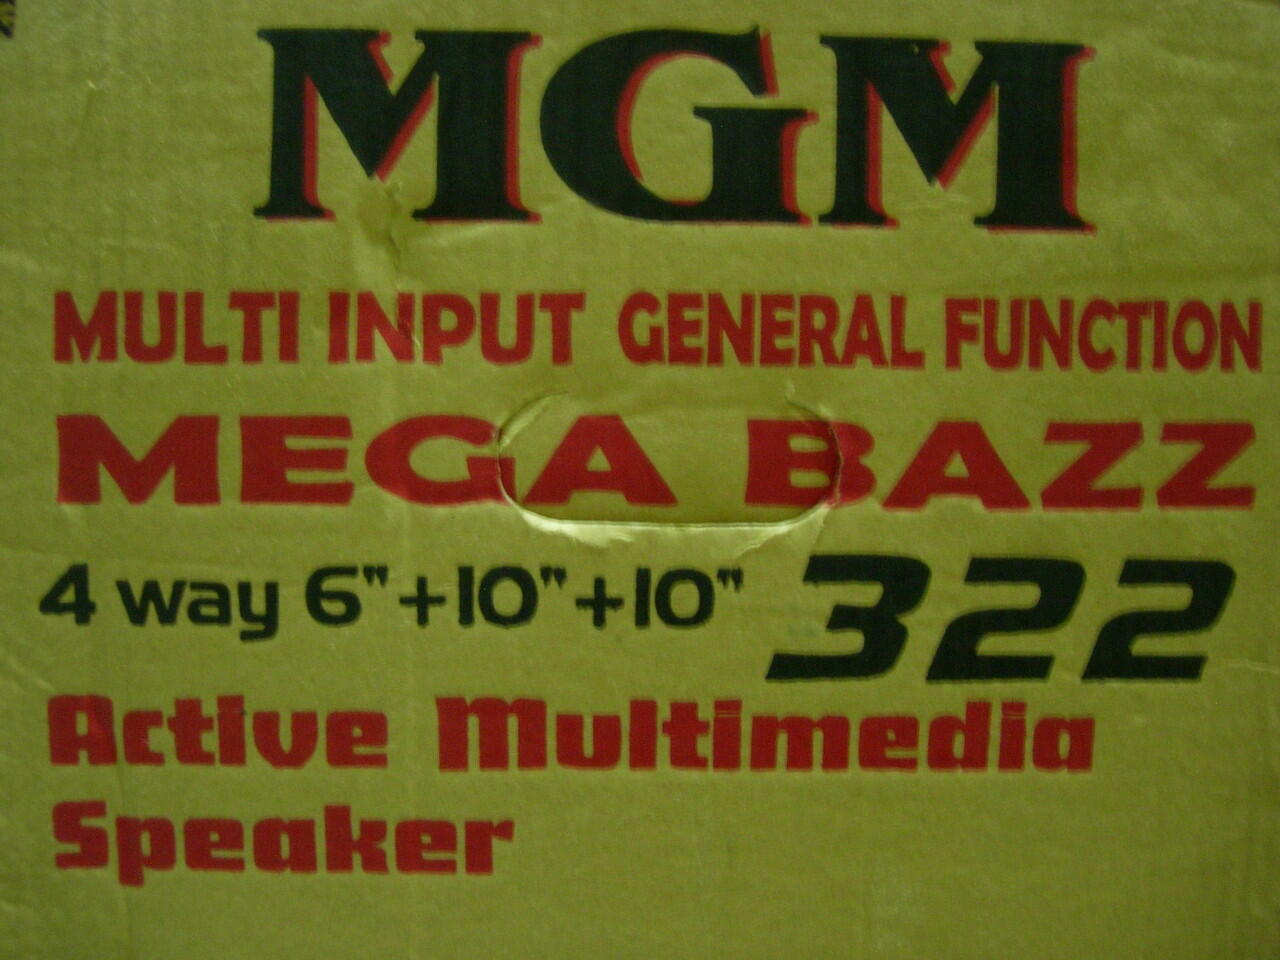 MGM
MULTI INPUT GENERAL FUNCTION
MEGA BAZZ
4 way 6"+10"+10" 322
Active Multimedia
Speaker